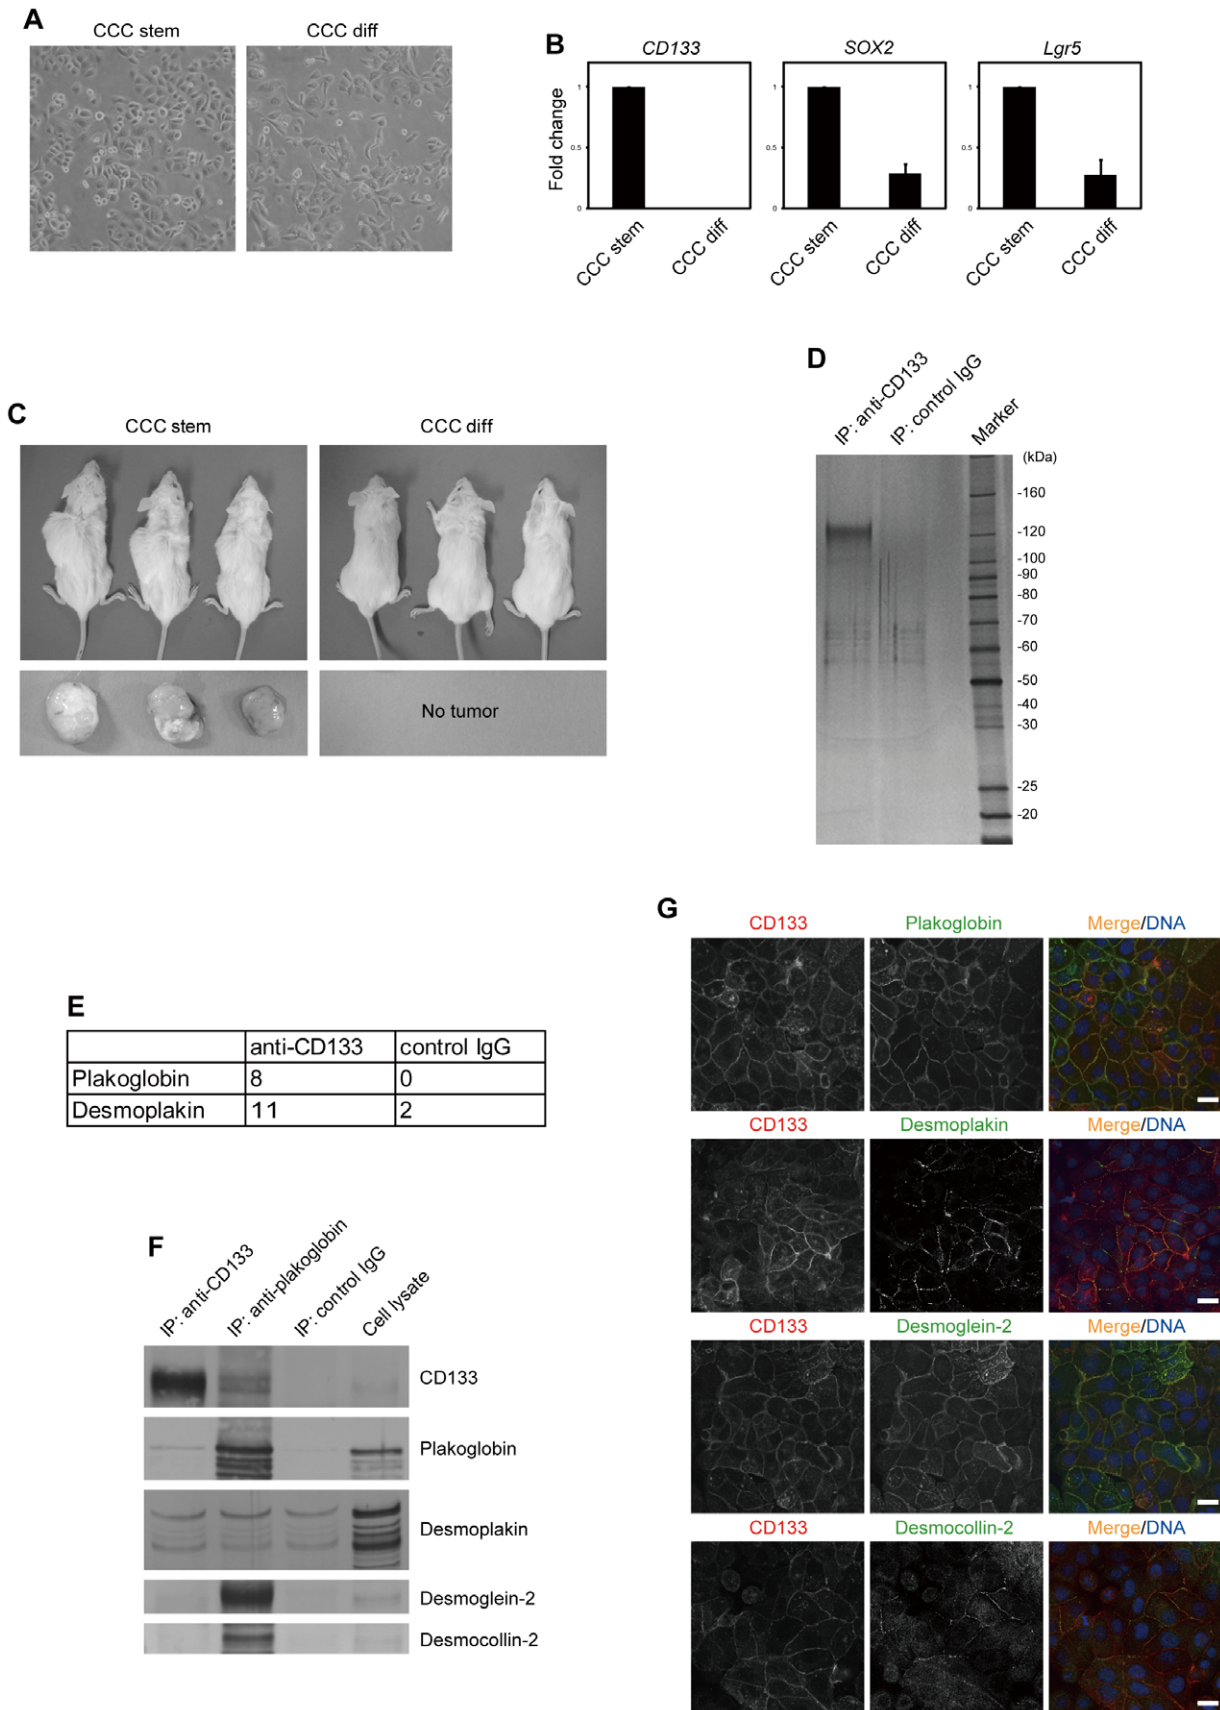 A
CCC stem
CCC diff
B
CD133
SOX2
Lgr5
Fold change
1
0.5
0
1
0.5
0
1
0.5
0
CCC stem
CCC diff
CCC stem
CCC diff
CCC stem
CCC diff
C
CCC stem
CCC diff
No tumor
D
IP: anti-CD133
IP: control IgG
Marker
(kDa)
-160
-120
-100
-90
-80
-70
-60
-50
-40
-30
-25
-20
E
anti-CD133 control IgG
Plakoglobin 8 0
Desmoplakin 11 2
F
IP: anti-CD133
IP: anti-plakoglobin
IP: control IgG
Cell lysate
CD133
Plakoglobin
Desmoplakin
Desmoglein-2
Desmocollin-2
G
CD133 Plakoglobin Merge/DNA
CD133 Desmoplakin Merge/DNA
CD133 Desmoglein-2 Merge/DNA
CD133 Desmocollin-2 Merge/DNA